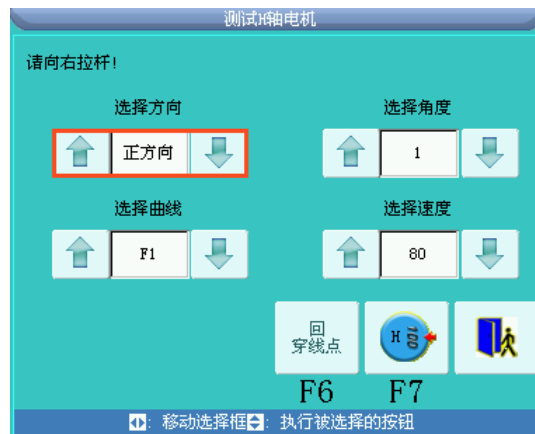 测试H轴电机
请向右拉杆!
选择方向 选择角度
正方向 1
选择曲线 选择速度
F1 80
回
穿线点
H 100
F6 F7
: 移动选择框 : 执行被选择的按钮